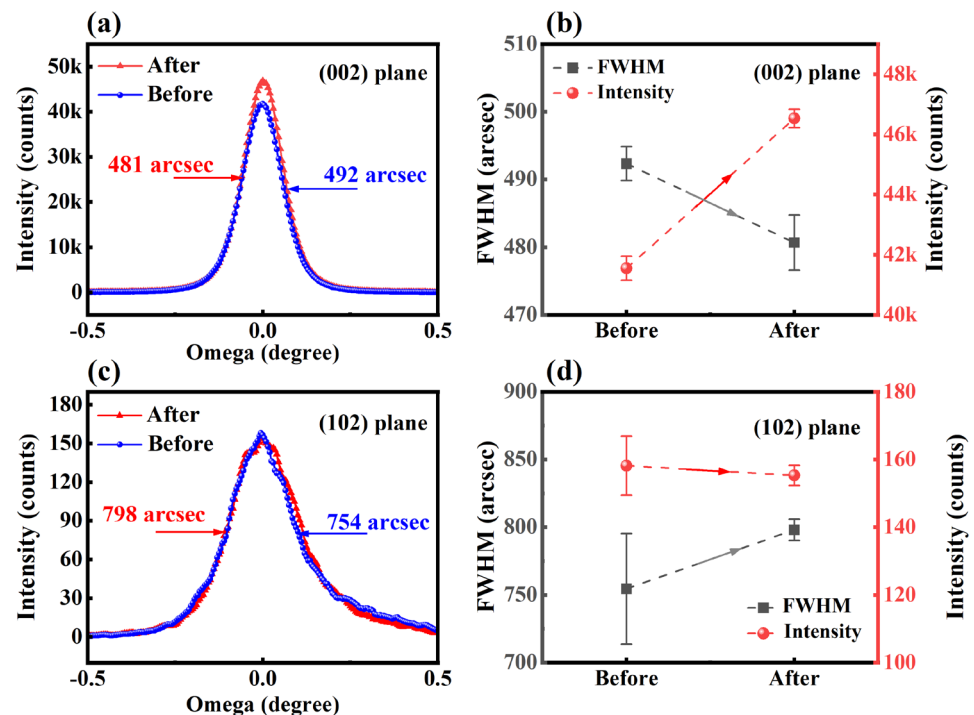 (a)
After
Before
(002) plane
481 arcsec
492 arcsec
Intensity (counts)
50k
40k
30k
20k
10k
0
-0.5
0.0
0.5
Omega (degree)
(b)
FWHM
Intensity
(002) plane
FWHM (aresec)
510
500
490
480
470
Intensity (counts)
48k
46k
44k
42k
40k
Before
After
(c)
After
Before
(102) plane
798 arcsec
754 arcsec
Intensity (counts)
180
150
120
90
60
30
0
-0.5
0.0
0.5
Omega (degree)
(d)
(102) plane
FWHM
Intensity
FWHM (arcsec)
900
850
800
750
700
Intensity (counts)
180
160
140
120
100
Before
After